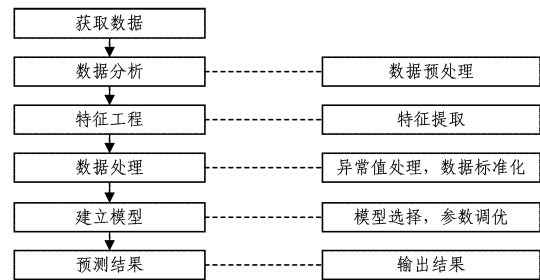 获取数据
数据分析
数据预处理
特征工程
特征提取
数据处理
异常值处理，数据标准化
建立模型
模型选择，参数调优
预测结果
输出结果